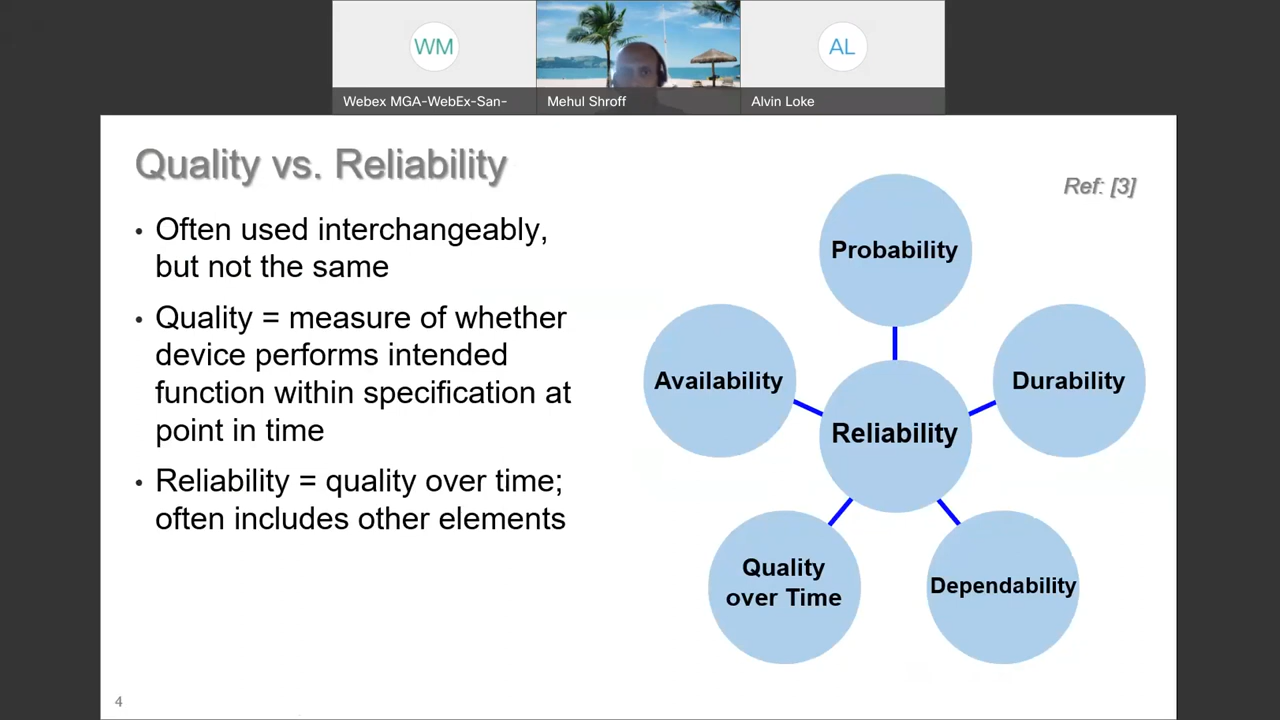 WM
AL
Webex MGA-WebEx-San-
Mehul Shroff
Alvin Loke
Quality vs. Reliability
Ref: [3]
• Often used interchangeably,
but not the same
• Quality = measure of whether
device performs intended
function within specification at
point in time
• Reliability = quality over time;
often includes other elements
Probability
Availability
Durability
Reliability
Quality
over Time
Dependability
4